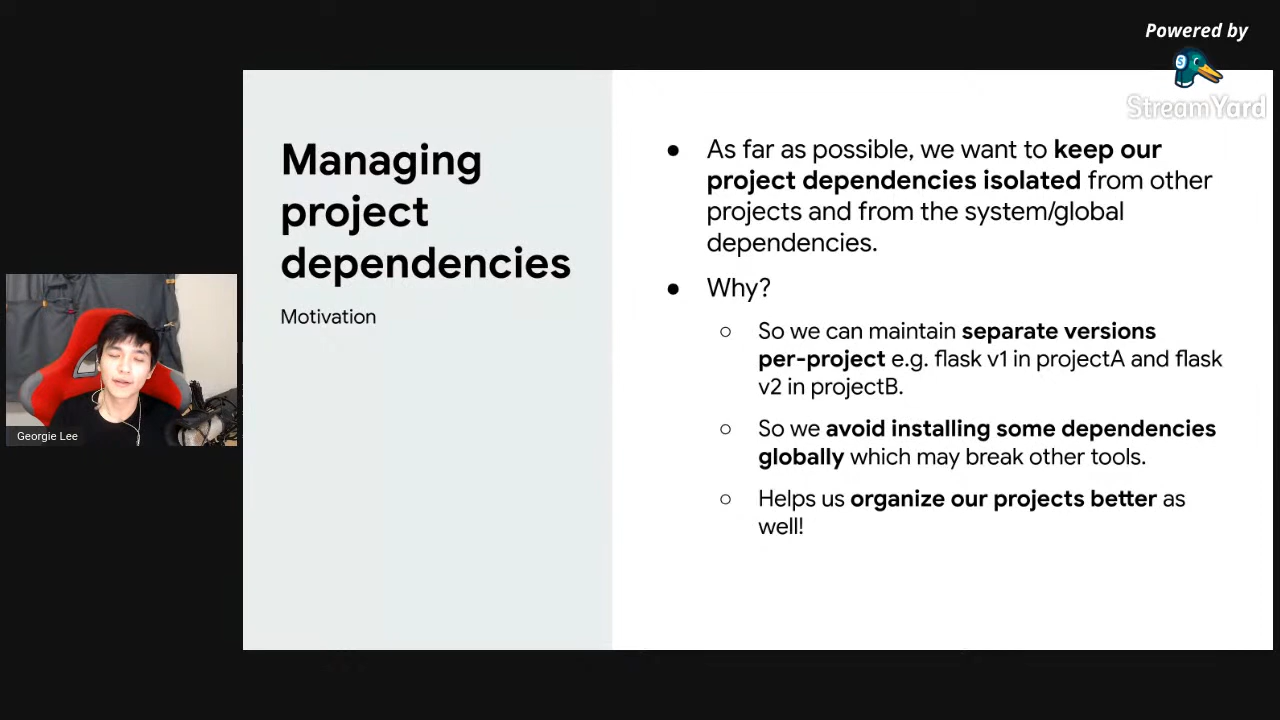 Powered by
StreamYard
Managing
project
dependencies
Motivation
● As far as possible, we want to keep our
project dependencies isolated from other
projects and from the system/global
dependencies.
● Why?
○ So we can maintain separate versions
per-project e.g. flask v1 in projectA and flask
v2 in projectB.
○ So we avoid installing some dependencies
globally which may break other tools.
○ Helps us organize our projects better as
well!
Georgie Lee